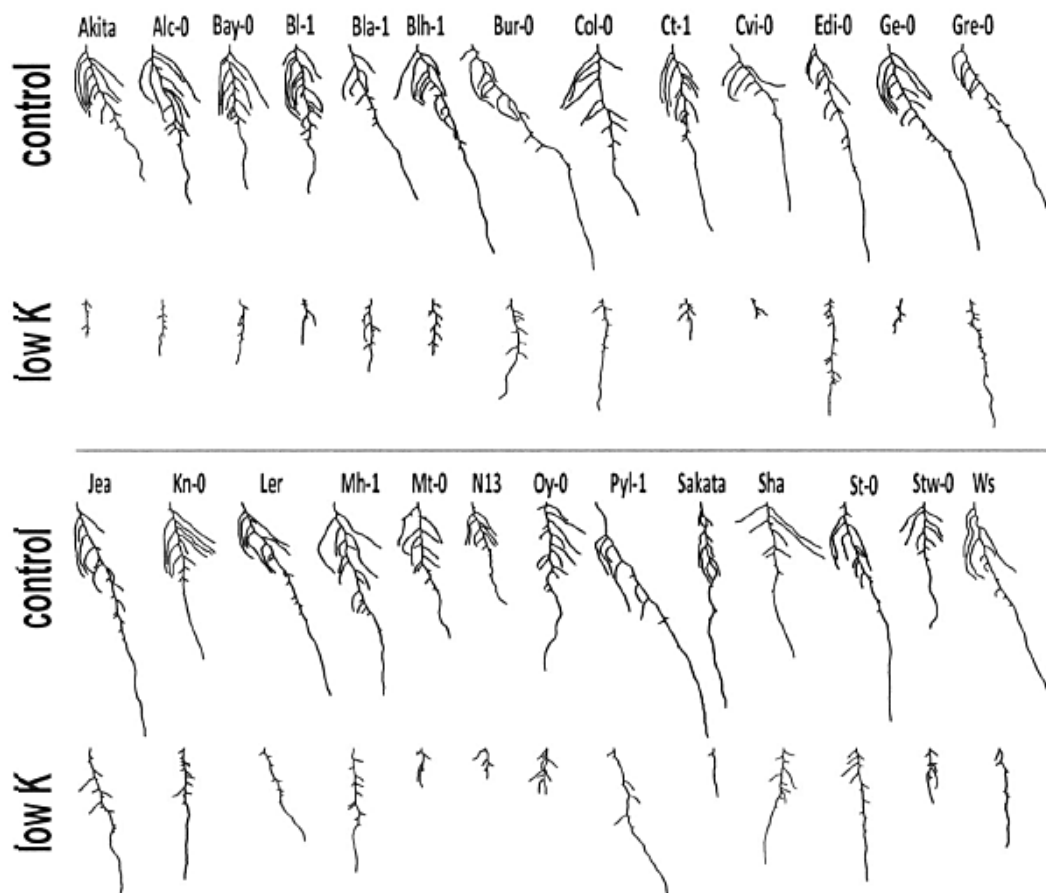 Akita Alc-0 Bay-0 Bl-1 Bla-1 Blh-1 Bur-0 Col-0 Ct-1 Cvi-0 Edi-0 Ge-0 Gre-0
control
low K
Jea Kn-0 Ler Mh-1 Mt-0 N13 Oy-0 Pyl-1 Sakata Sha St-0 Stw-0 Ws
control
low K